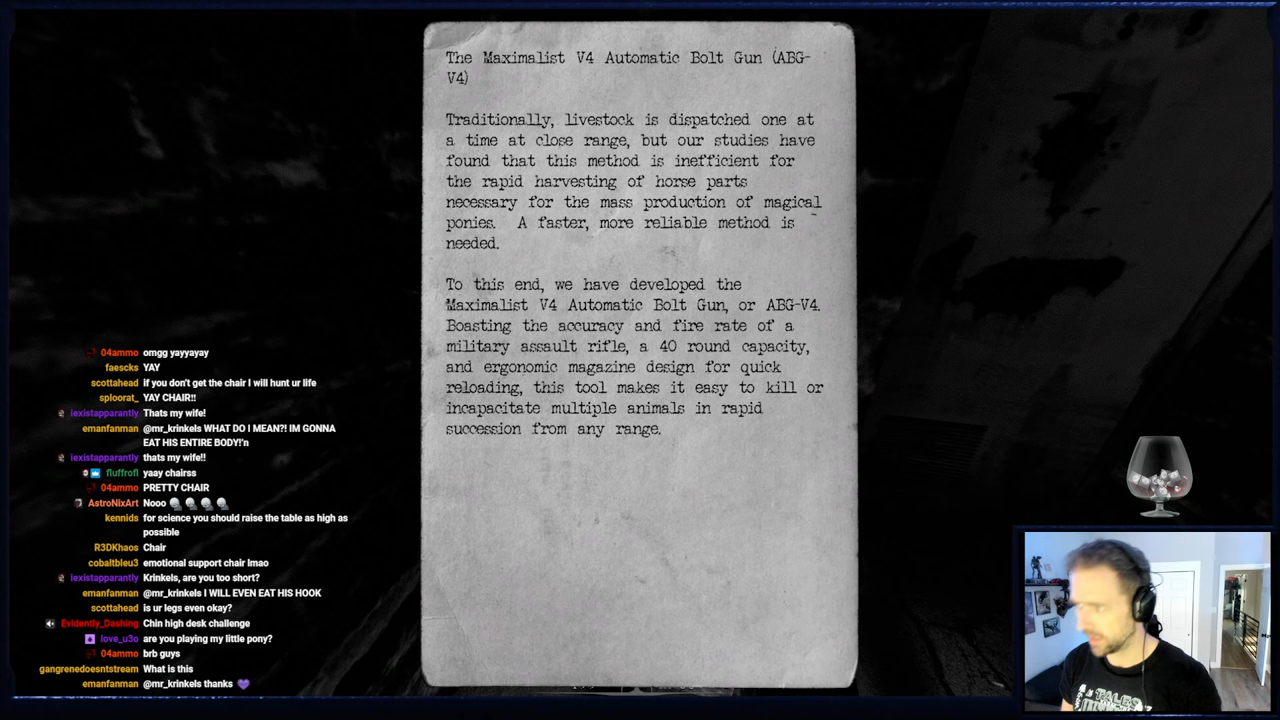 The Maximalist V4 Automatic Bolt Gun (ABG-
V4)
Traditionally, livestock is dispatched one at
a time at close range, but our studies have
found that this method is inefficient for
the rapid harvesting of horse parts
necessary for the mass production of magical
ponies.  A faster, more reliable method is
needed.
To this end, we have developed the
Maximalist V4 Automatic Bolt Gun, or ABG-V4.
Boasting the accuracy and fire rate of a
military assault rifle, a 40 round capacity,
and ergonomic magazine design for quick
reloading, this tool makes it easy to kill or
incapacitate multiple animals in rapid
succession from any range.
04ammo omgg yayyayay
faescks YAY
scottahead if you don't get the chair I will hunt ur life
sploorat_ YAY CHAIR!!
iexistapparantly Thats my wife!
emanfanman @mr_krinkels WHAT DO I MEAN?! IM GONNA
EAT HIS ENTIRE BODY!'n
iexistapparantly thats my wife!!
fluffrofl yaay chairss
04ammo PRETTY CHAIR
AstroNixArt Nooo
kennids for science you should raise the table as high as
possible
R3DKhaos Chair
cobaltbleu3 emotional support chair lmao
iexistapparantly Krinkels, are you too short?
emanfanman @mr_krinkels I WILL EVEN EAT HIS HOOK
scottahead is ur legs even okay?
Evidently_Dashing Chin high desk challenge
love_u3o are you playing my little pony?
04ammo brb guys
gangrenedoesntstream What is this
emanfanman @mr_krinkels thanks 💜
TALES